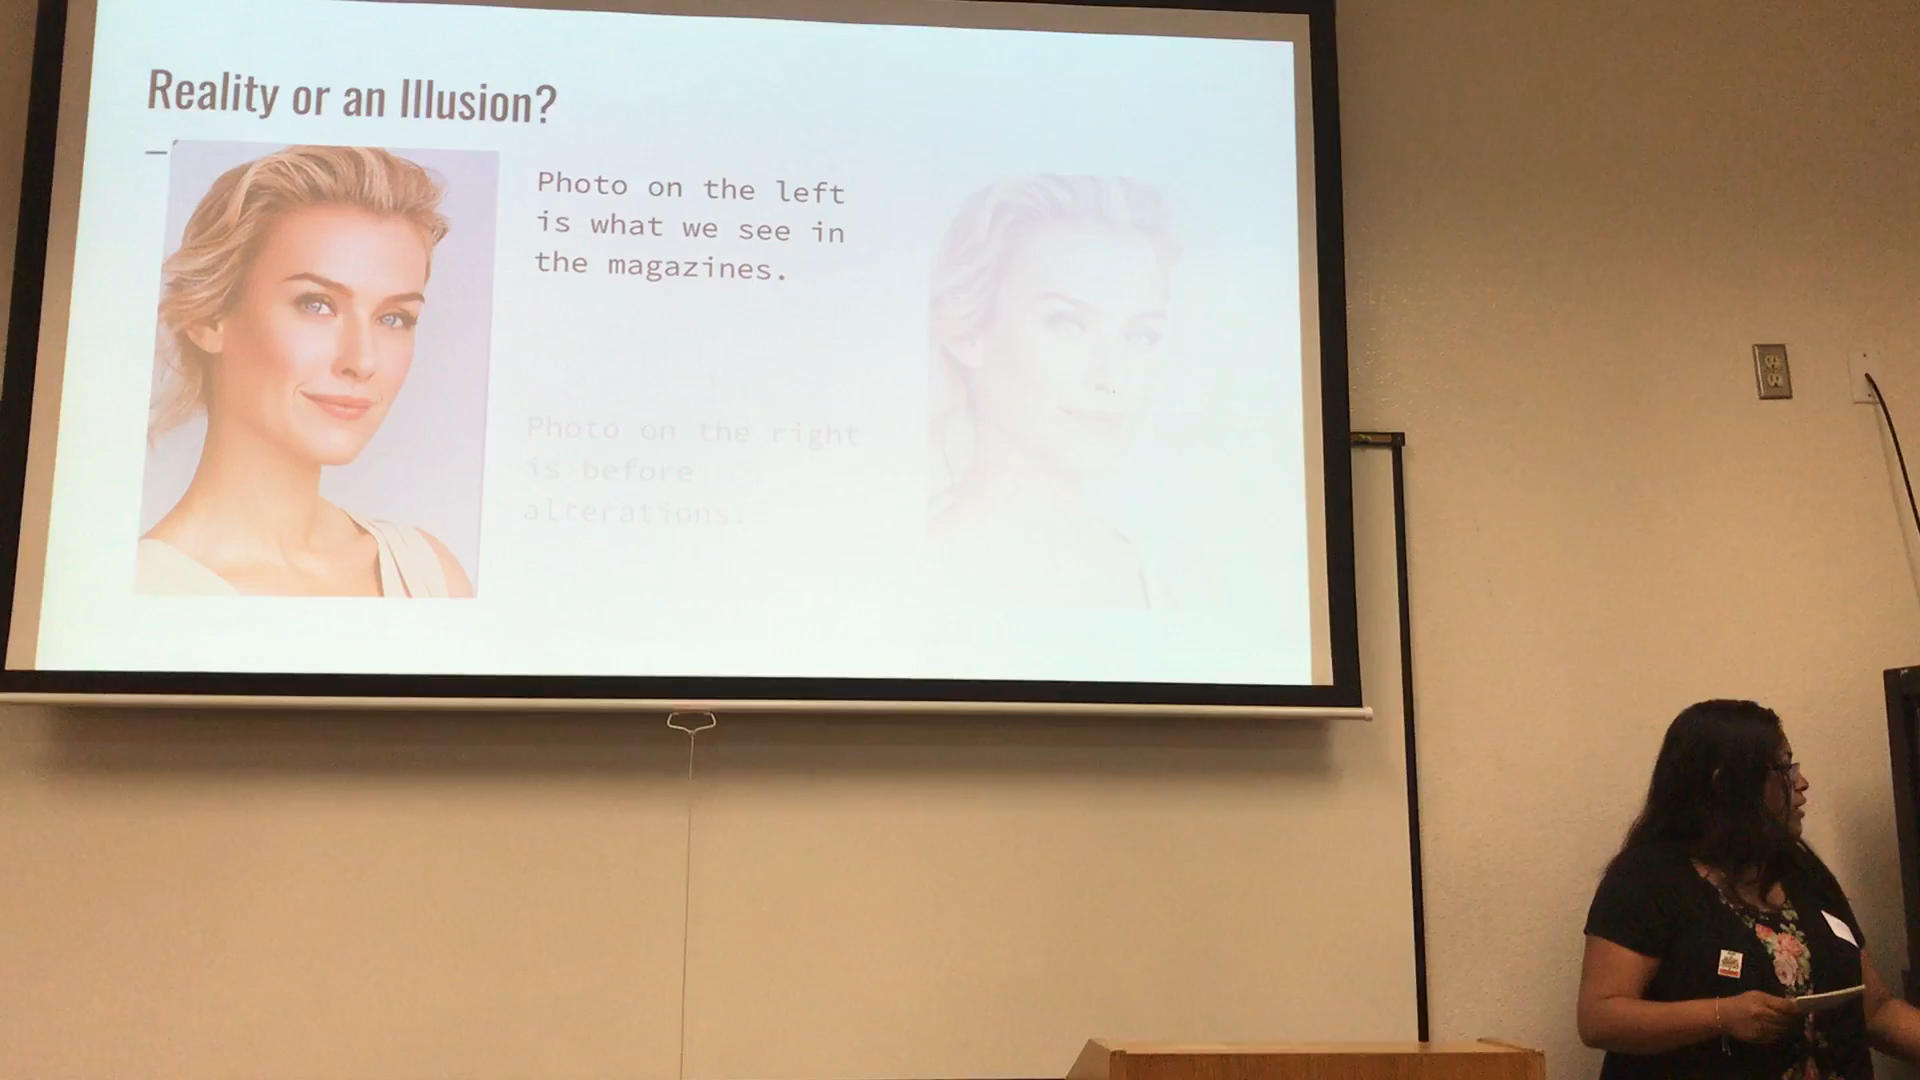 Reality or an Illusion?
Photo on the left
is what we see in
the magazines.
Photo on the right
is before
alterations.